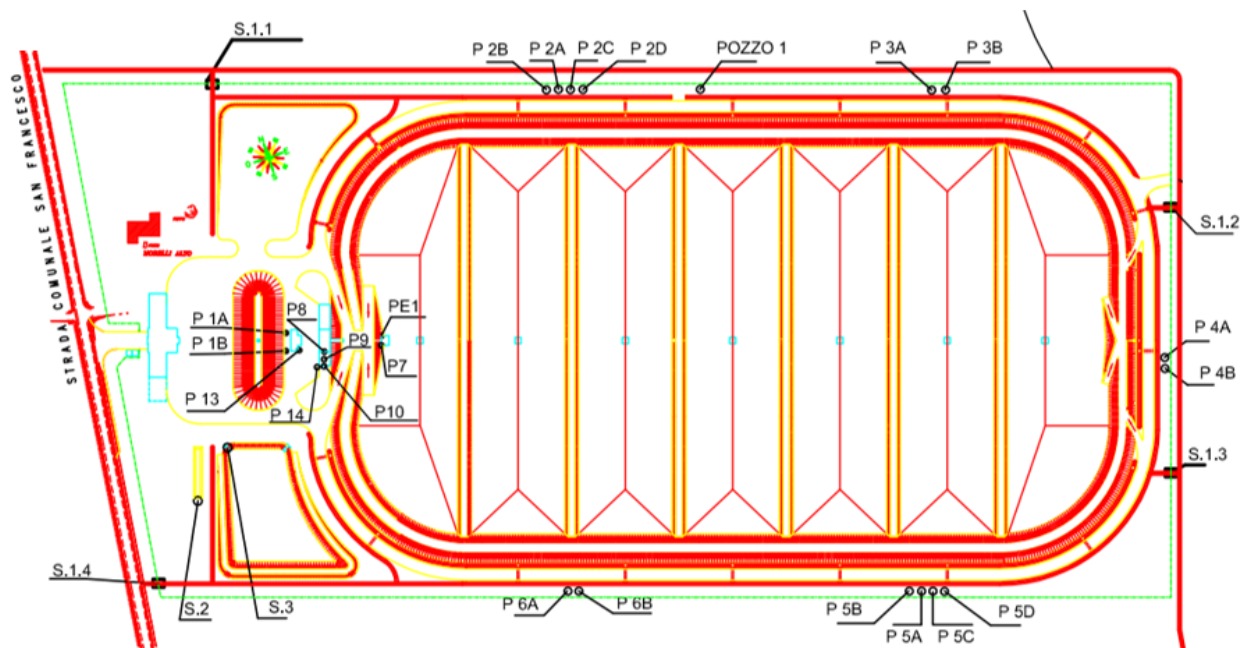 S.1.1
P 2B
P 2A
P 2C
P 2D
POZZO 1
P 3A
P 3B
STRADA COMUNALE SAN FRANCESCO
S.1.2
P 1A
P8
PE1
P 1B
P9
P7
P 4A
P 4B
P 13
P 14
P10
S.1.3
S.1.4
S.2
S.3
P 6A
P 6B
P 5B
P 5A
P 5C
P 5D